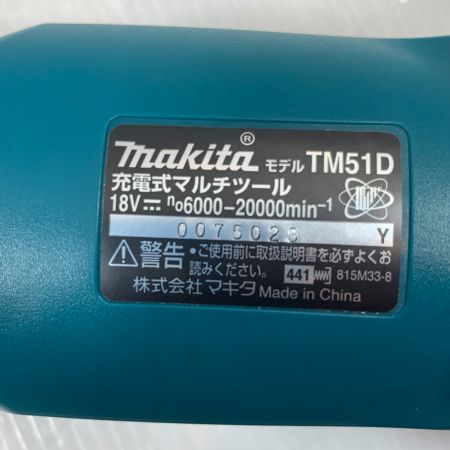 makita® モデル TM51D
充電式マルチツール
18V⎓ n₀6000-20000min⁻¹
Y
⚠警告 •ご使用前に取扱説明書を必ずよくお
読みください。 441 815M33-8
株式会社 マキタ Made in China